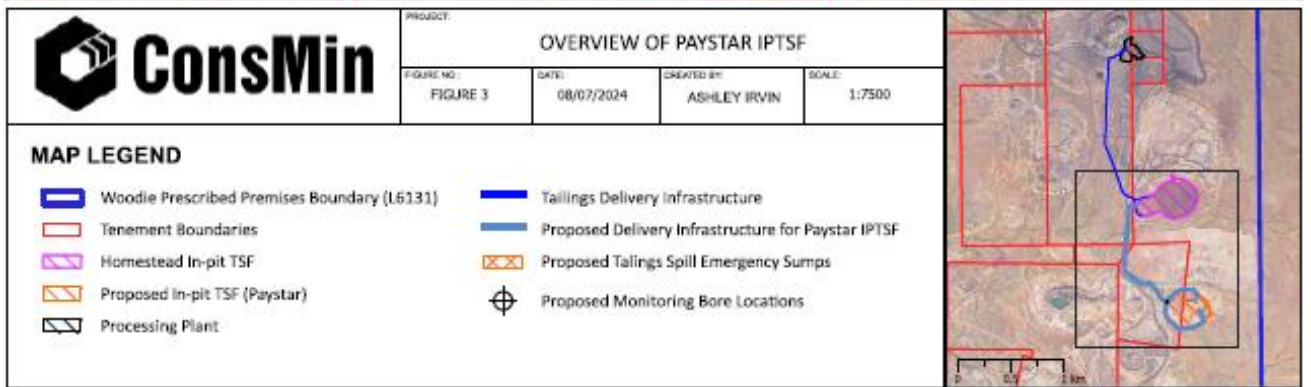 ConsMin
PROJECT:
OVERVIEW OF PAYSTAR IPTSF
FIGURE NO.:
FIGURE 3
DATE:
08/07/2024
CREATED BY:
ASHLEY IRVIN
SCALE:
1:7500
MAP LEGEND
Woodie Prescribed Premises Boundary (L6131)
Tenement Boundaries
Homestead In-pit TSF
Proposed In-pit TSF (Paystar)
Processing Plant
Tailings Delivery Infrastructure
Proposed Delivery Infrastructure for Paystar IPTSF
Proposed Talings Spill Emergency Sumps
Proposed Monitoring Bore Locations
0 0.5 1 km